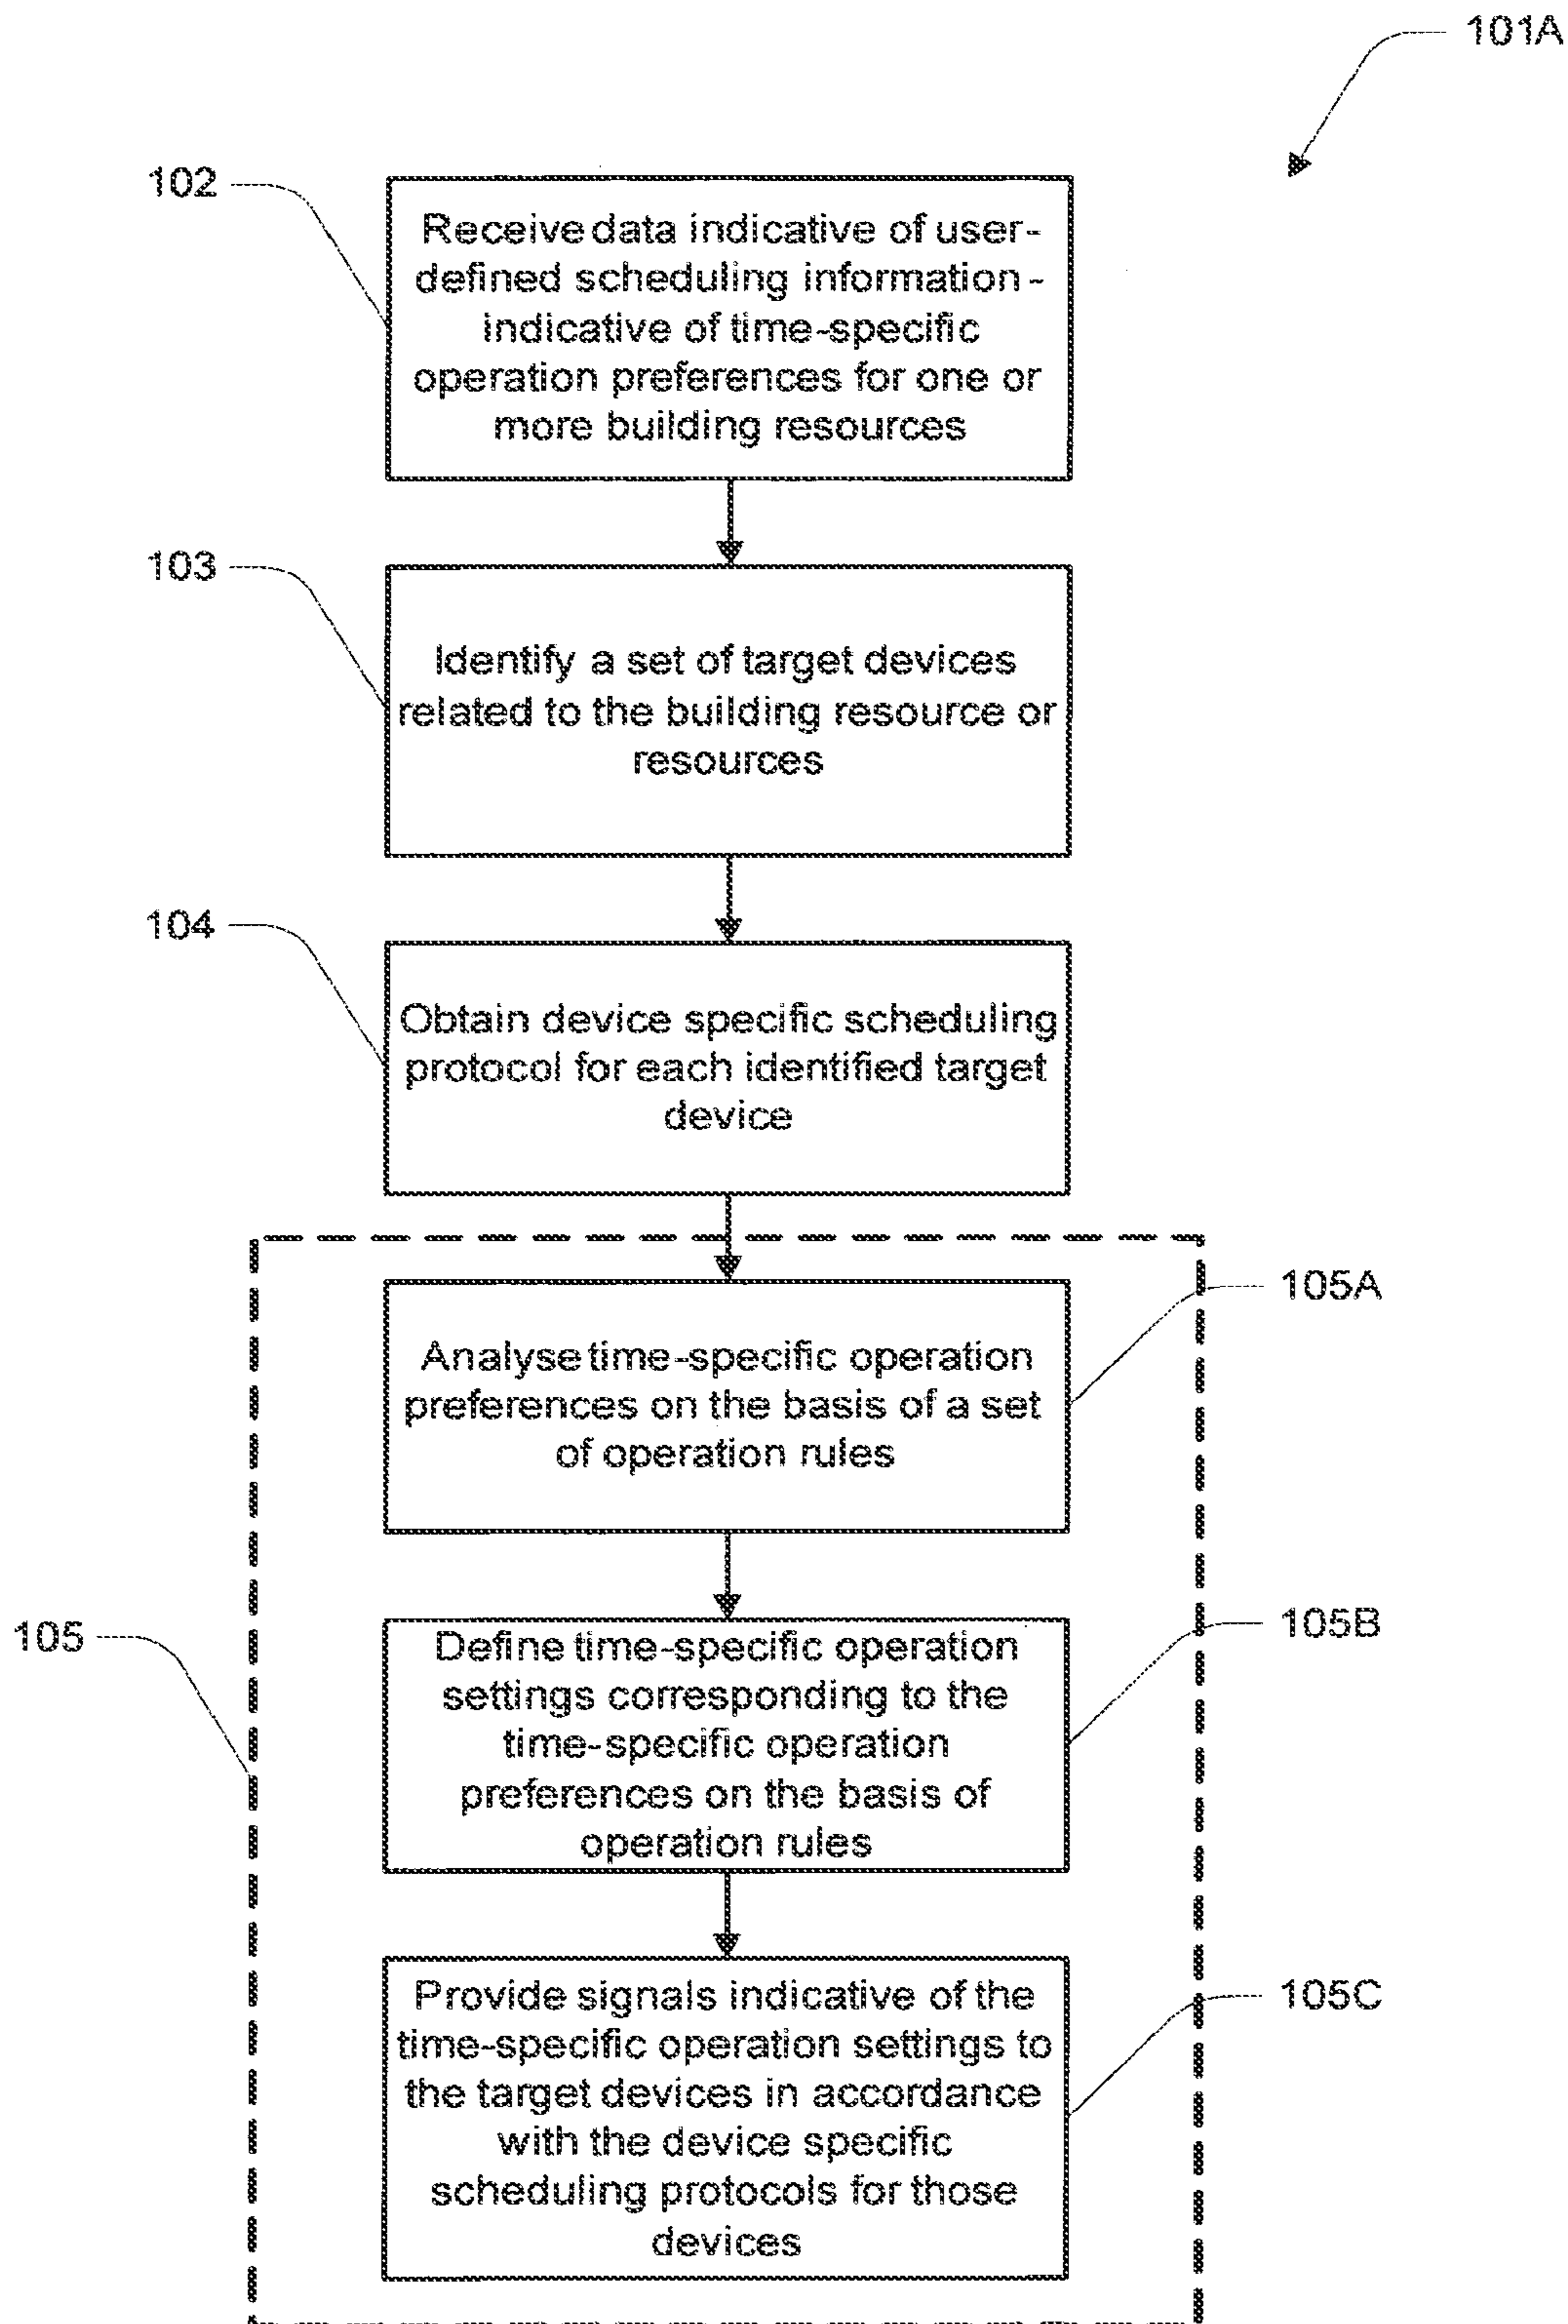 101A
102
Receive data indicative of user-
defined scheduling information -
indicative of time-specific
operation preferences for one or
more building resources
103
Identify a set of target devices
related to the building resource or
resources
104
Obtain device specific scheduling
protocol for each identified target
device
105A
Analyse time-specific operation
preferences on the basis of a set
of operation rules
105
105B
Define time-specific operation
settings corresponding to the
time-specific operation
preferences on the basis of
operation rules
105C
Provide signals indicative of the
time-specific operation settings to
the target devices in accordance
with the device specific
scheduling protocols for those
devices